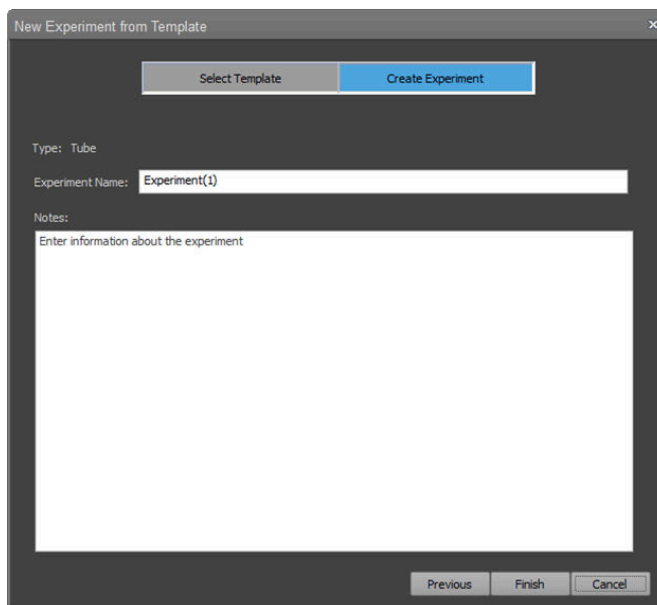 New Experiment from Template
Select Template Create Experiment
Type: Tube
Experiment Name: Experiment(1)
Notes:
Enter information about the experiment
Previous Finish Cancel